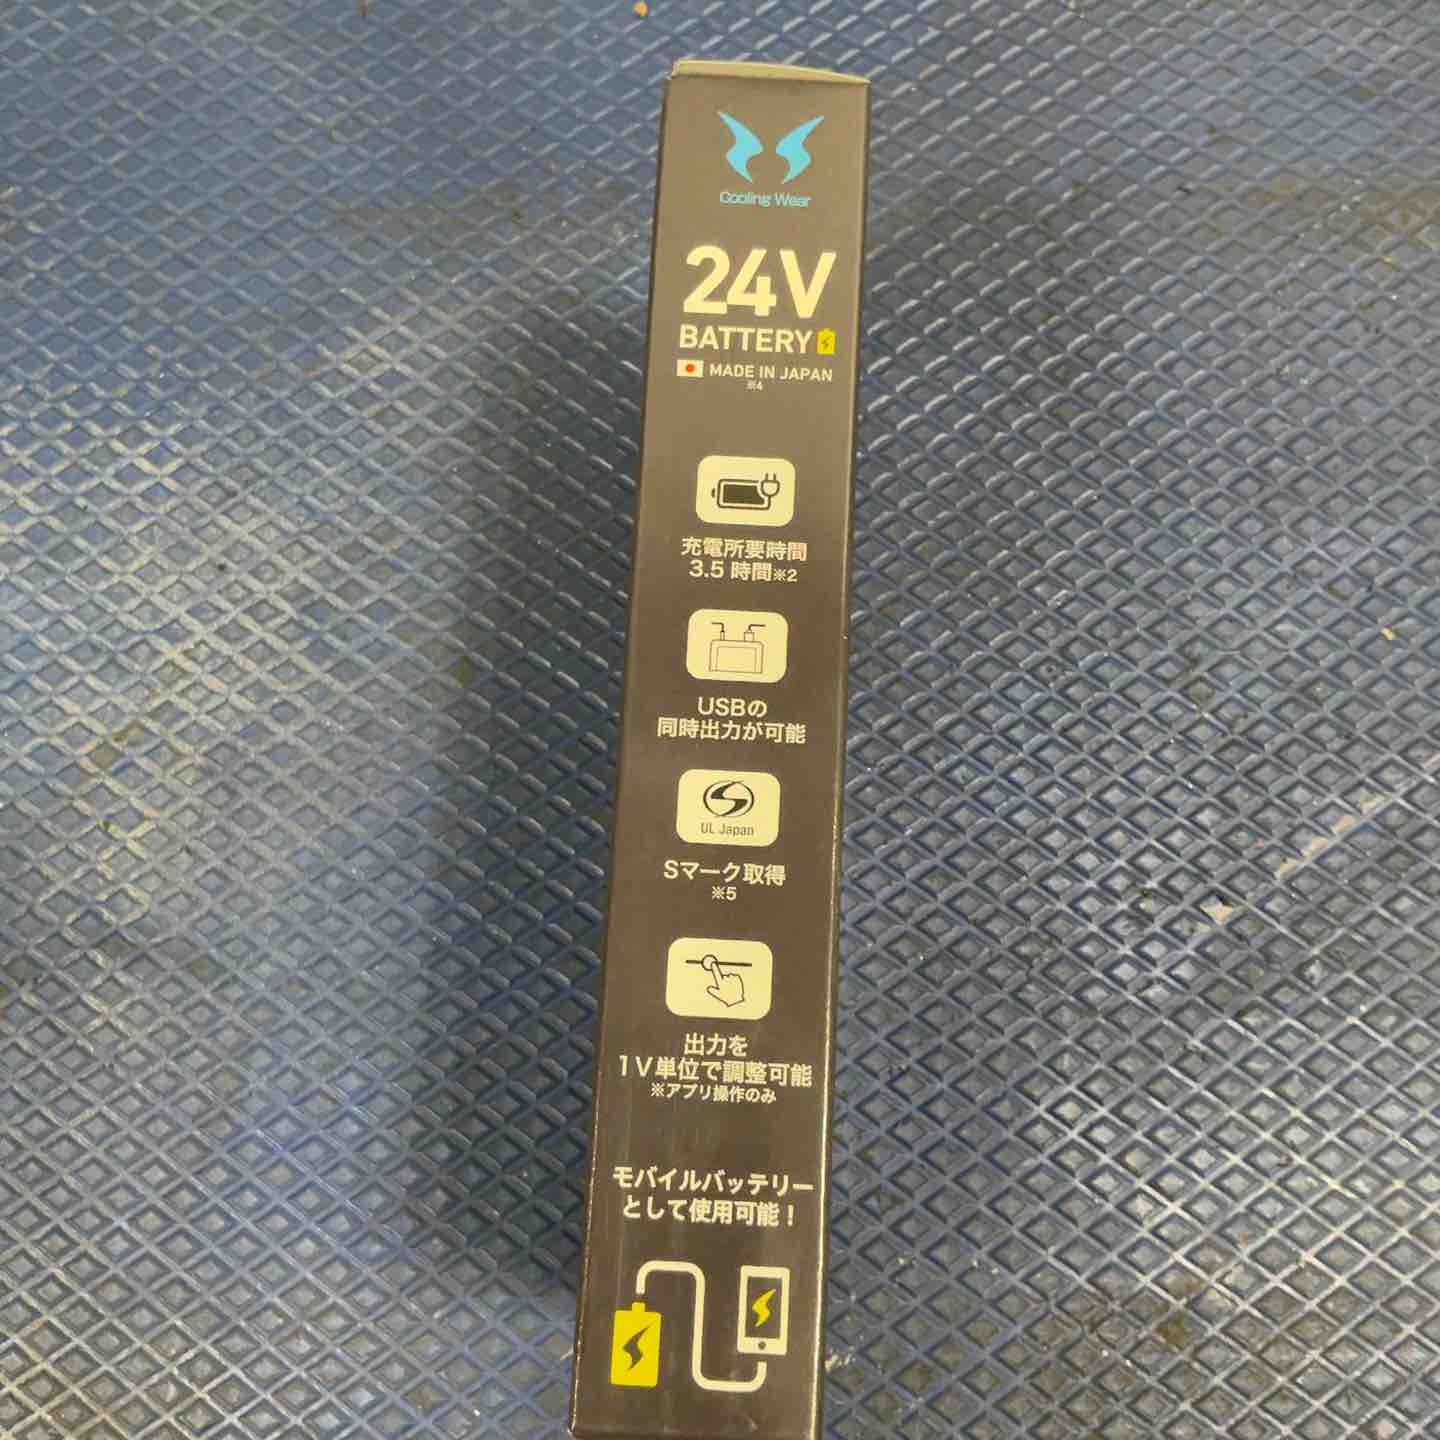 Cooling Wear
24V
BATTERY
MADE IN JAPAN
※4
充電所要時間
3.5 時間※2
USBの
同時出力が可能
UL Japan
Sマーク取得
※5
出力を
1V単位で調整可能
※アプリ操作のみ
モバイルバッテリー
として使用可能！